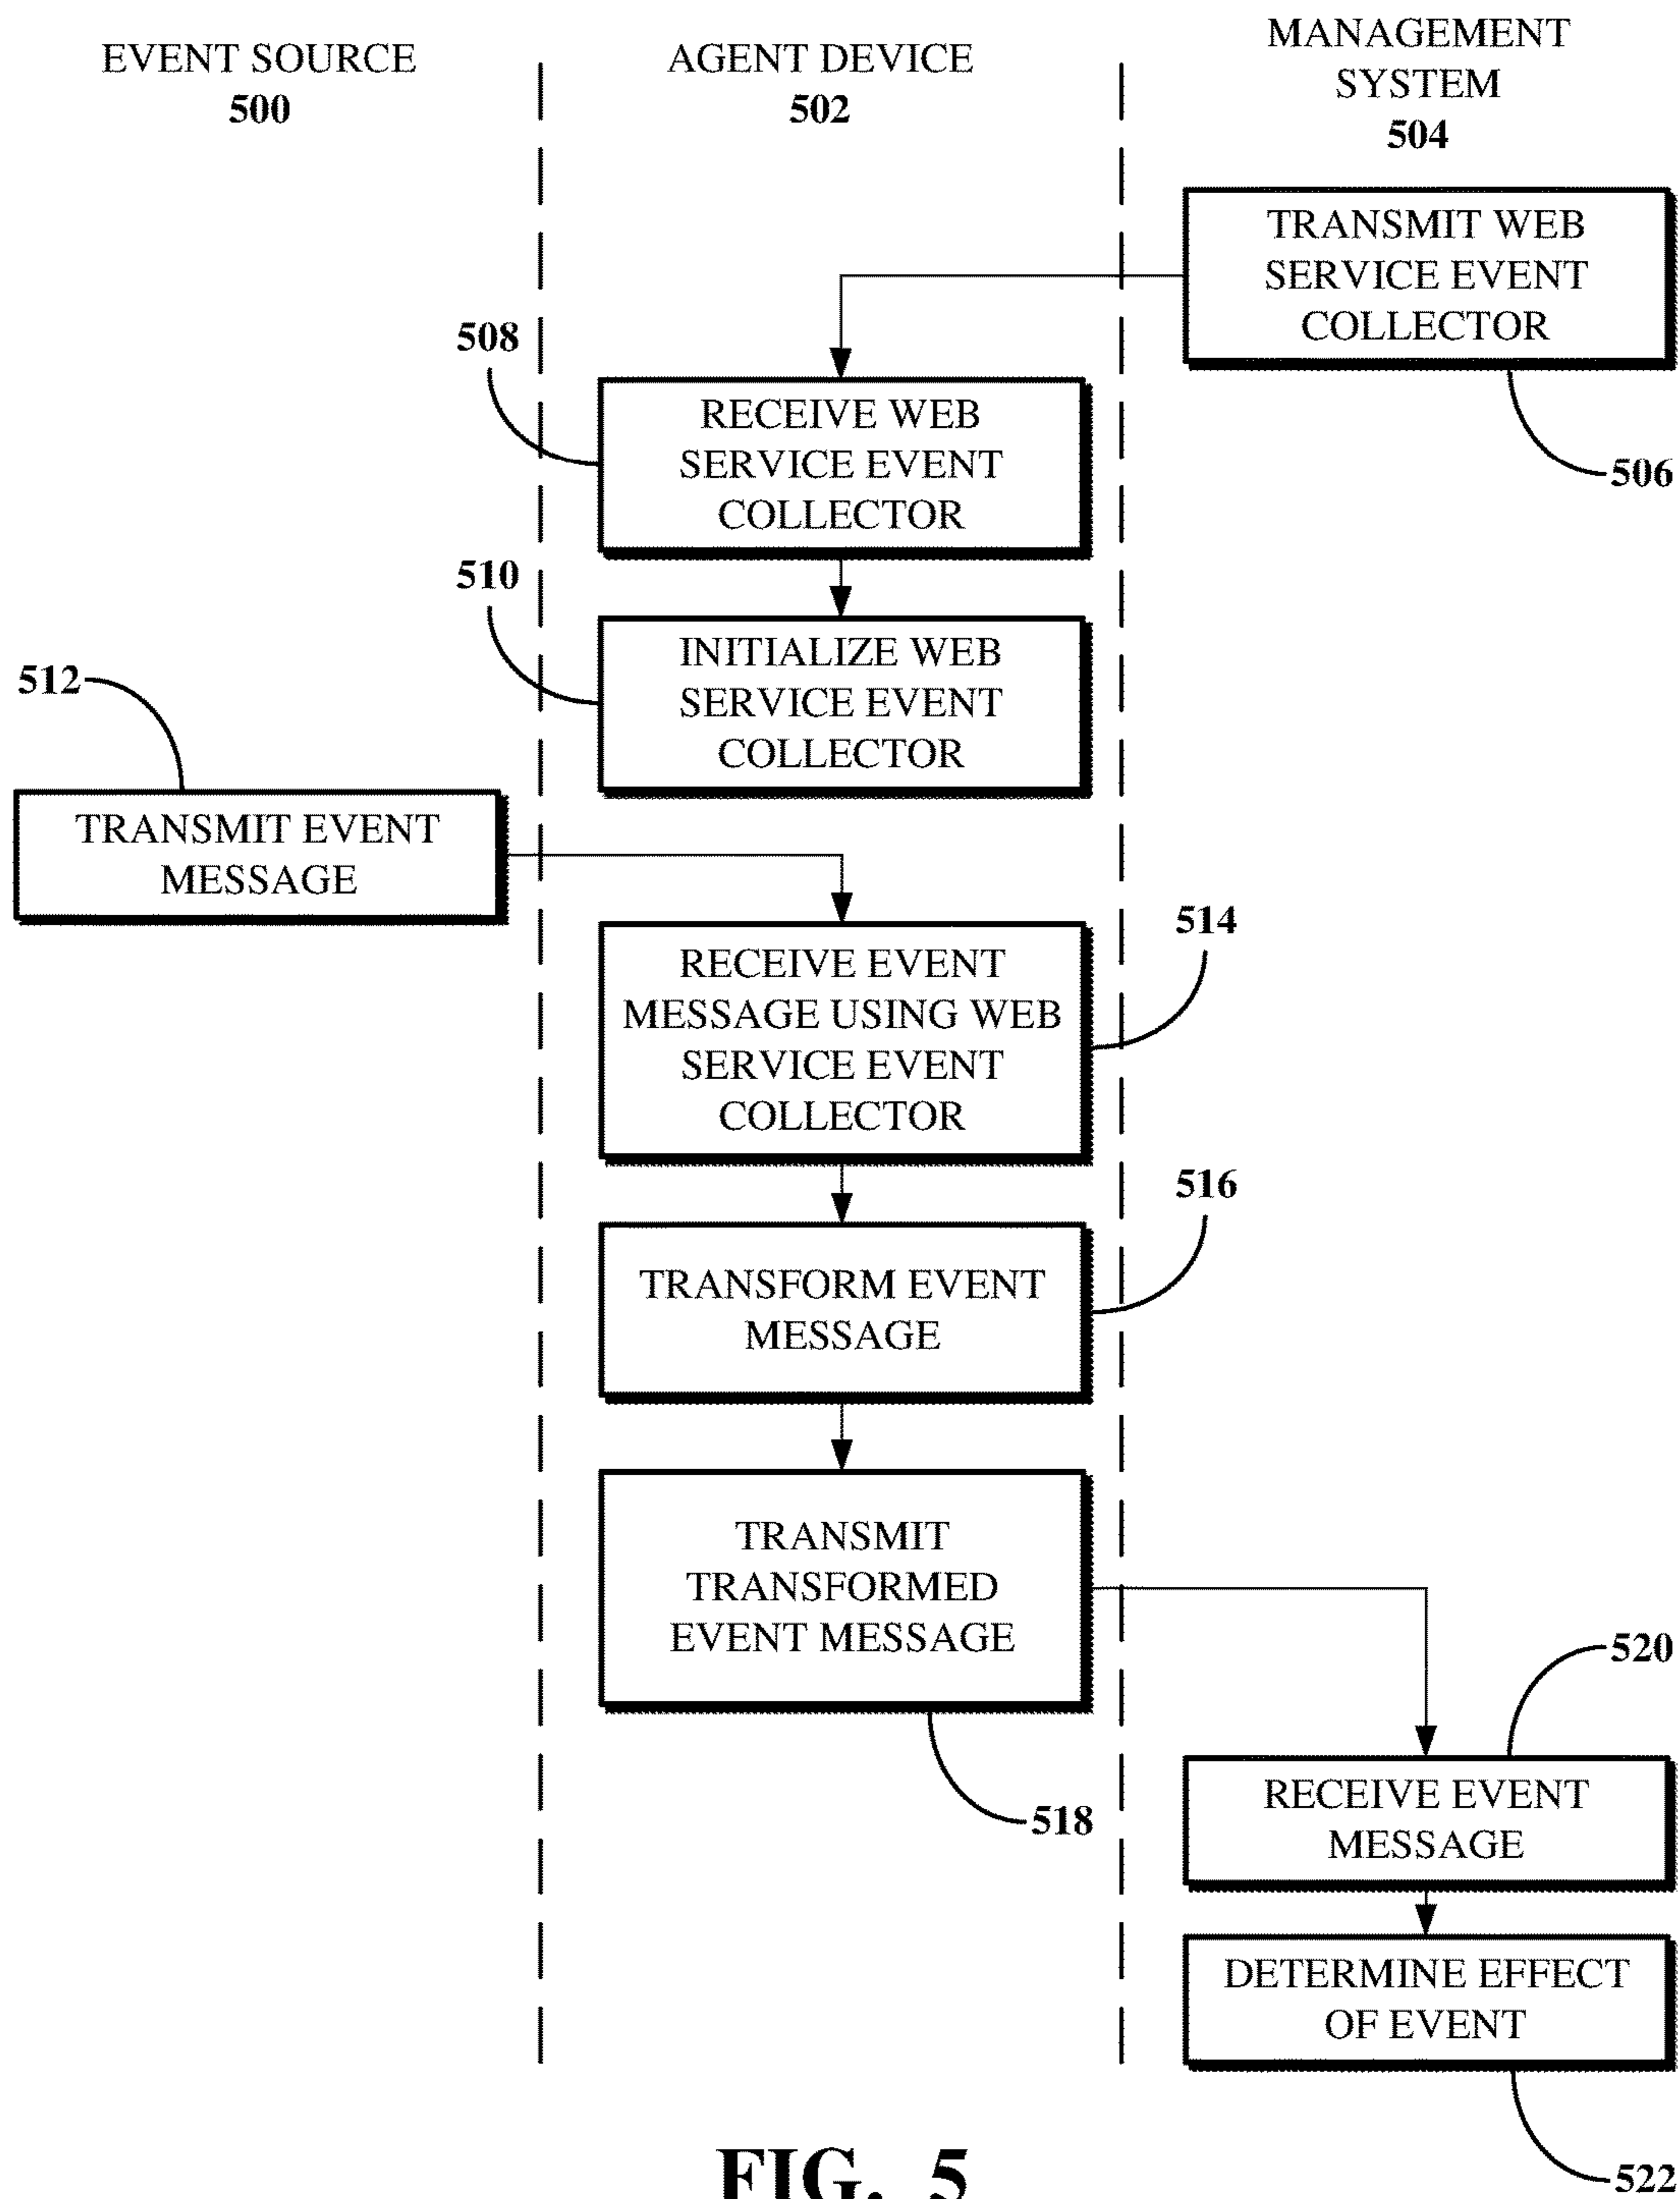 EVENT SOURCE
500
AGENT DEVICE
502
MANAGEMENT
SYSTEM
504
TRANSMIT WEB
SERVICE EVENT
COLLECTOR
506
508
RECEIVE WEB
SERVICE EVENT
COLLECTOR
510
INITIALIZE WEB
SERVICE EVENT
COLLECTOR
512
TRANSMIT EVENT
MESSAGE
514
RECEIVE EVENT
MESSAGE USING WEB
SERVICE EVENT
COLLECTOR
516
TRANSFORM EVENT
MESSAGE
TRANSMIT
TRANSFORMED
EVENT MESSAGE
518
520
RECEIVE EVENT
MESSAGE
DETERMINE EFFECT
OF EVENT
522
FIG. 5